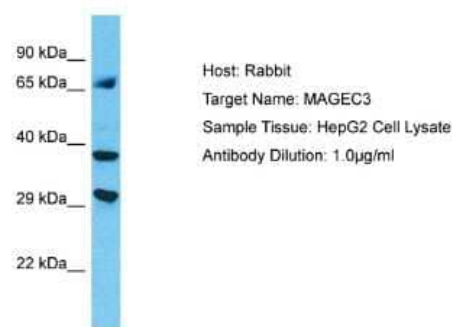 90 kDa
65 kDa
40 kDa
29 kDa
22 kDa
Host: Rabbit
Target Name: MAGEC3
Sample Tissue: HepG2 Cell Lysate
Antibody Dilution: 1.0µg/ml